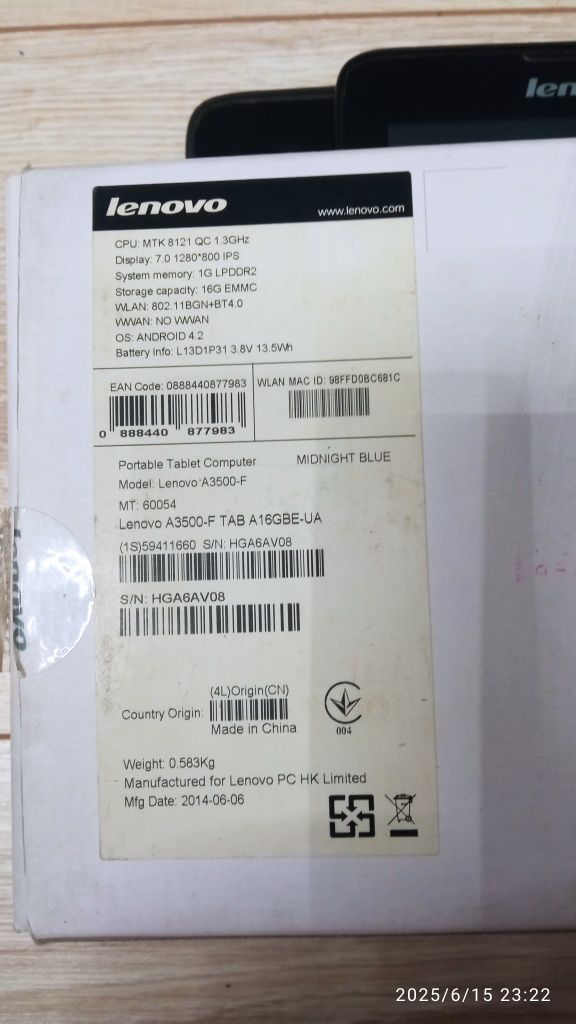 len
lenovo
www.lenovo.com
CPU: MTK 8121 QC 1.3GHz
Display: 7.0 1280*800 IPS
System memory: 1G LPDDR2
Storage capacity: 16G EMMC
WLAN: 802.11BGN+BT4.0
WWAN: NO WWAN
OS: ANDROID 4.2
Battery Info: L13D1P31 3.8V 13.5Wh
EAN Code: 0888440877983
WLAN MAC ID: 98FFD0BC681C
0 888440 877983
Portable Tablet Computer MIDNIGHT BLUE
Model: Lenovo A3500-F
MT: 60054
Lenovo A3500-F TAB A16GBE-UA
(1S)59411660 S/N: HGA6AV08
S/N: HGA6AV08
(4L)Origin(CN)
Country Origin:
Made in China
004
Weight: 0.583Kg
Manufactured for Lenovo PC HK Limited
Mfg Date: 2014-06-06
lenovo
2025/6/15 23:22